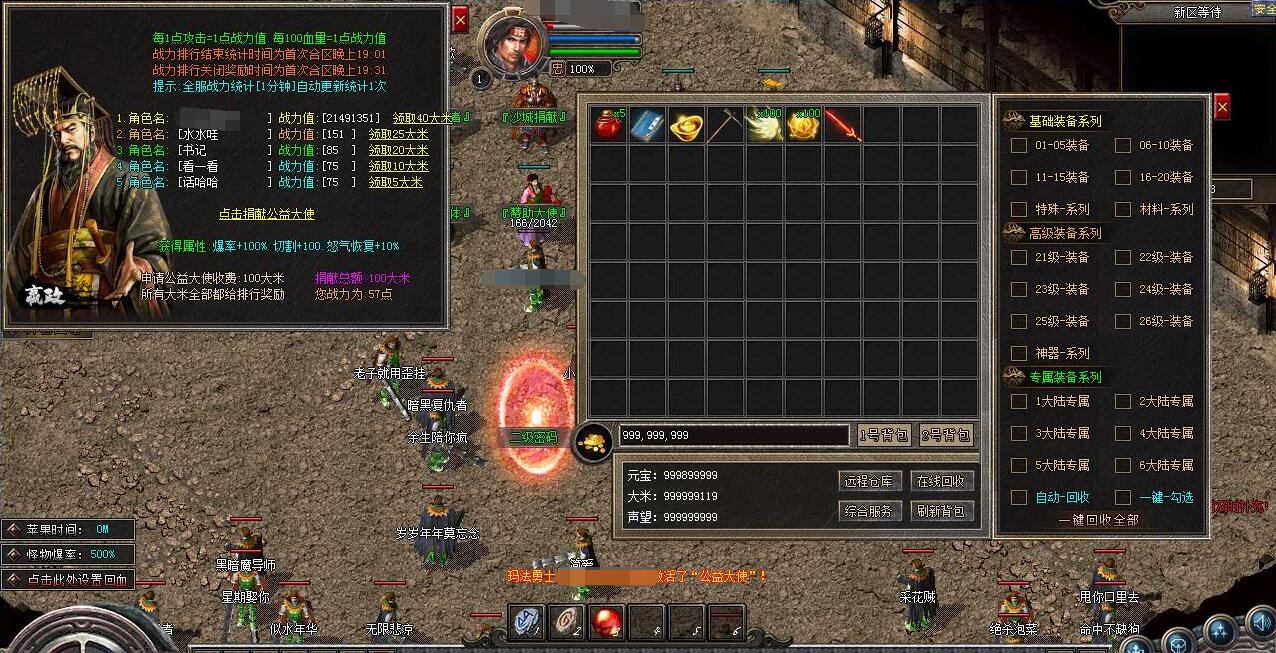 每1点攻击=1点战力值 每100血量=1点战力值
战力排行结束统计时间为首次合区晚上19:01
战力排行关闭奖励时间为首次合区晚上19:31
提示:全服战力统计[1分钟]自动更新统计1次
1.角色名: ] 战力值:[21491351] 领取40大米
2.角色名: [水水哇 ] 战力值:[151 ] 领取25大米
3.角色名: [书记 ] 战力值:[85 ] 领取20大米
4.角色名: [看一看 ] 战力值:[75 ] 领取10大米
5.角色名: [话哈哈 ] 战力值:[75 ] 领取5大米
点击捐献公益大使
获得属性:爆率+100% 切割+100 怒气恢复+10%
申请公益大使收费:100大米 捐献总额:100大米
所有大米全部都给排行奖励 您战力为:57点
嬴政
1
忠 100%
新区等待
安全
『沙城捐献』
『赞助大使』
166/2042
x5
x100
x100
999,999,999
1号背包 2号背包
元宝: 999899999
大米: 999999119
声望: 999999999
远程仓库 在线回收
综合服务 刷新背包
基础装备系列
01-05装备 06-10装备
11-15装备 16-20装备
特殊-系列 材料-系列
高级装备系列
21级-装备 22级-装备
23级-装备 24级-装备
25级-装备 26级-装备
神器-系列
专属装备系列
1大陆专属 2大陆专属
3大陆专属 4大陆专属
5大陆专属 6大陆专属
自动-回收 一键-勾选
一键回收全部
老子就用歪挂
暗黑复仇者
余生陪你疯
二级密码
岁岁年年莫忘念
苹果时间: 0M
怪物爆率: 500%
点击此处设置回血
黑暗魔导师
星期娶你
似水年华
无限悲哀
玛法勇士
激活了“公益大使”!
采花贼
甩你口里去
绝杀泡菜
命中不缺狗
1 2 3 4 5 6